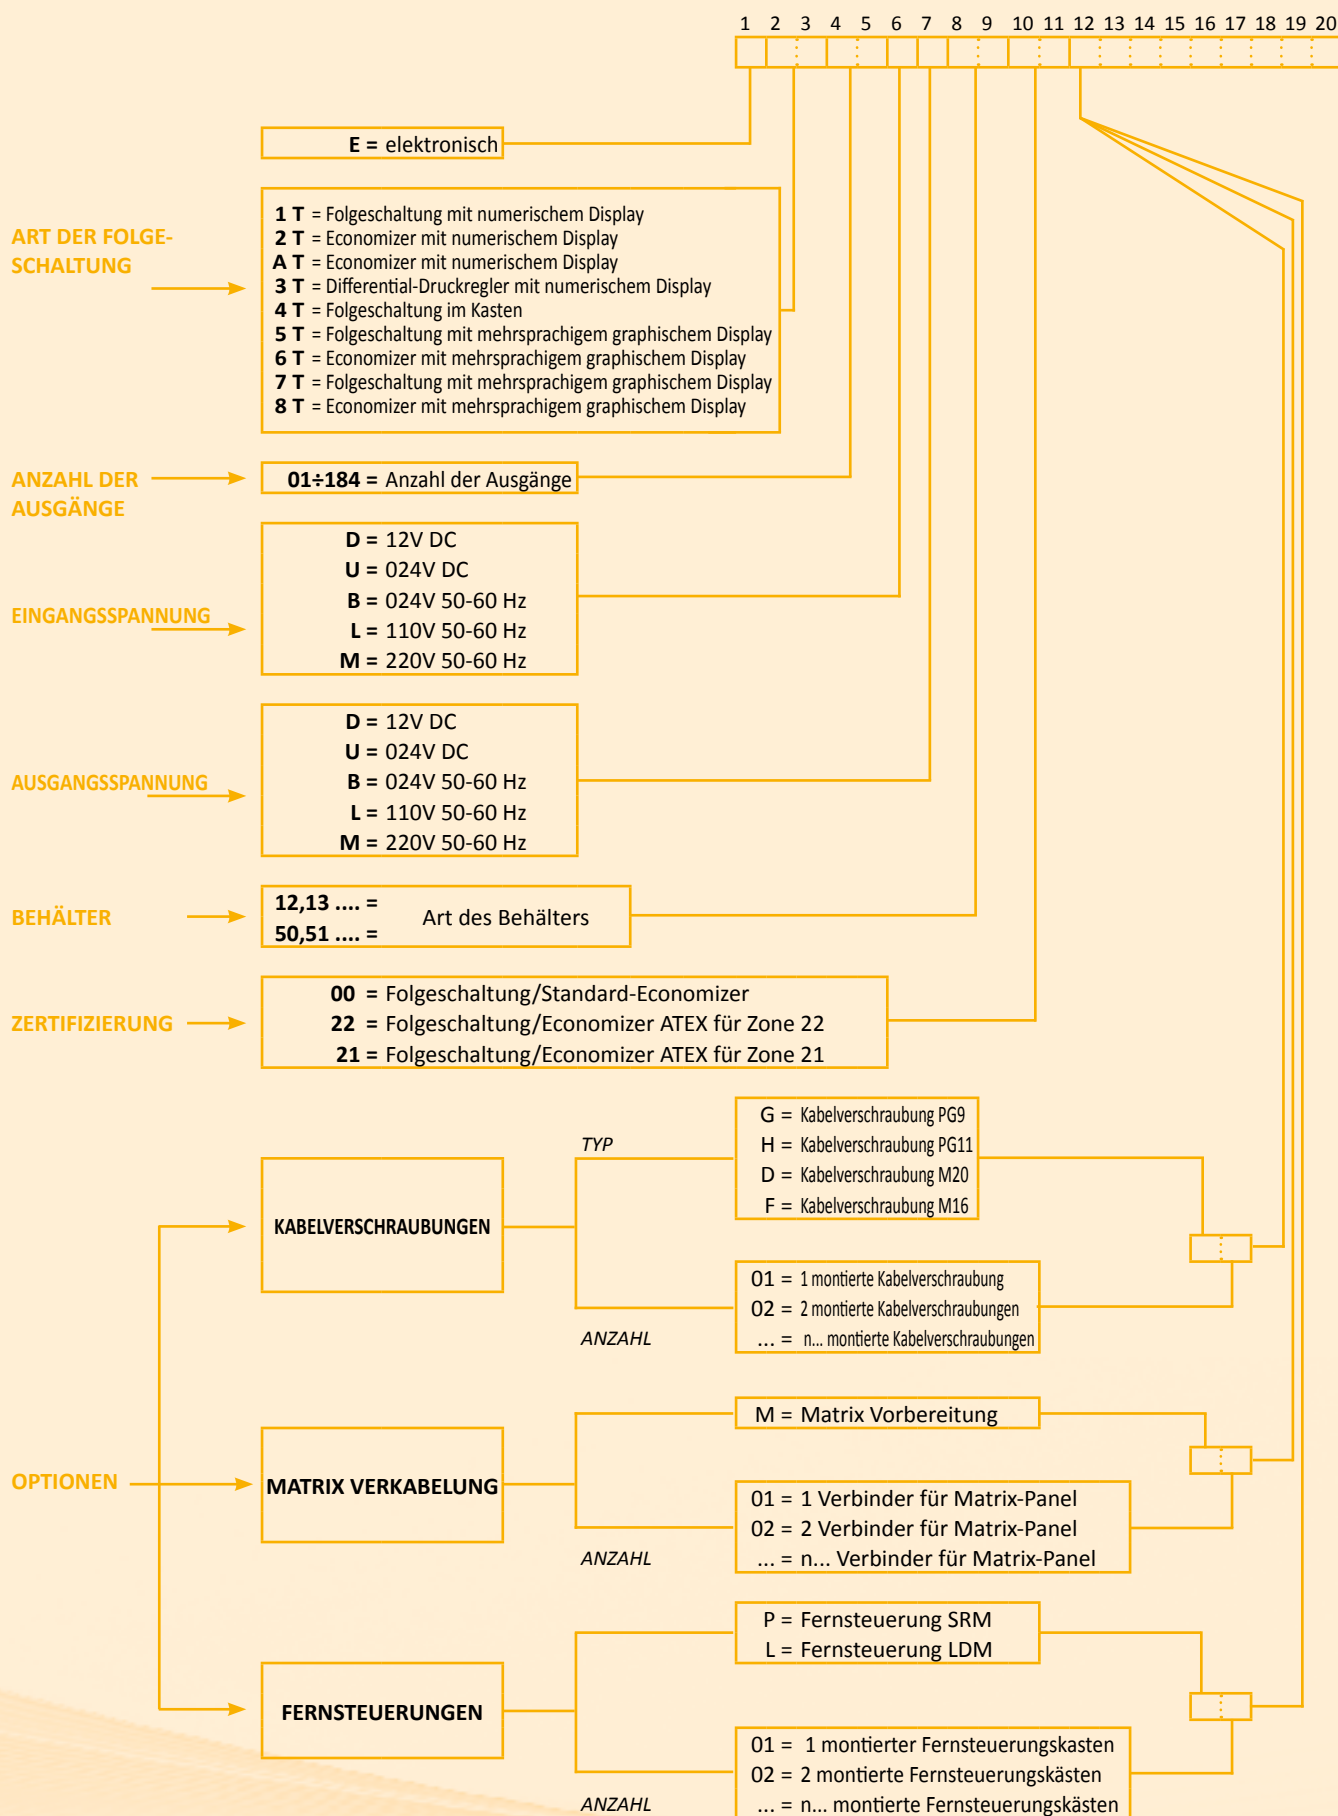 1 2 3 4 5 6 7 8 9 10 11 12 13 14 15 16 17 18 19 20
E = elektronisch
ART DER FOLGE-
SCHALTUNG
1 T = Folgeschaltung mit numerischem Display
2 T = Economizer mit numerischem Display
A T = Economizer mit numerischem Display
3 T = Differential-Druckregler mit numerischem Display
4 T = Folgeschaltung im Kasten
5 T = Folgeschaltung mit mehrsprachigem graphischem Display
6 T = Economizer mit mehrsprachigem graphischem Display
7 T = Folgeschaltung mit mehrsprachigem graphischem Display
8 T = Economizer mit mehrsprachigem graphischem Display
ANZAHL DER
AUSGÄNGE
01÷184 = Anzahl der Ausgänge
EINGANGSSPANNUNG
D = 12V DC
U = 024V DC
B = 024V 50-60 Hz
L = 110V 50-60 Hz
M = 220V 50-60 Hz
AUSGANGSSPANNUNG
D = 12V DC
U = 024V DC
B = 024V 50-60 Hz
L = 110V 50-60 Hz
M = 220V 50-60 Hz
BEHÄLTER
12,13 .... =
50,51 .... =
Art des Behälters
ZERTIFIZIERUNG
00 = Folgeschaltung/Standard-Economizer
22 = Folgeschaltung/Economizer ATEX für Zone 22
21 = Folgeschaltung/Economizer ATEX für Zone 21
OPTIONEN
KABELVERSCHRAUBUNGEN
TYP
G = Kabelverschraubung PG9
H = Kabelverschraubung PG11
D = Kabelverschraubung M20
F = Kabelverschraubung M16
ANZAHL
01 = 1 montierte Kabelverschraubung
02 = 2 montierte Kabelverschraubungen
... = n... montierte Kabelverschraubungen
MATRIX VERKABELUNG
M = Matrix Vorbereitung
ANZAHL
01 = 1 Verbinder für Matrix-Panel
02 = 2 Verbinder für Matrix-Panel
... = n... Verbinder für Matrix-Panel
FERNSTEUERUNGEN
P = Fernsteuerung SRM
L = Fernsteuerung LDM
ANZAHL
01 = 1 montierter Fernsteuerungskasten
02 = 2 montierte Fernsteuerungskästen
... = n... montierte Fernsteuerungskästen